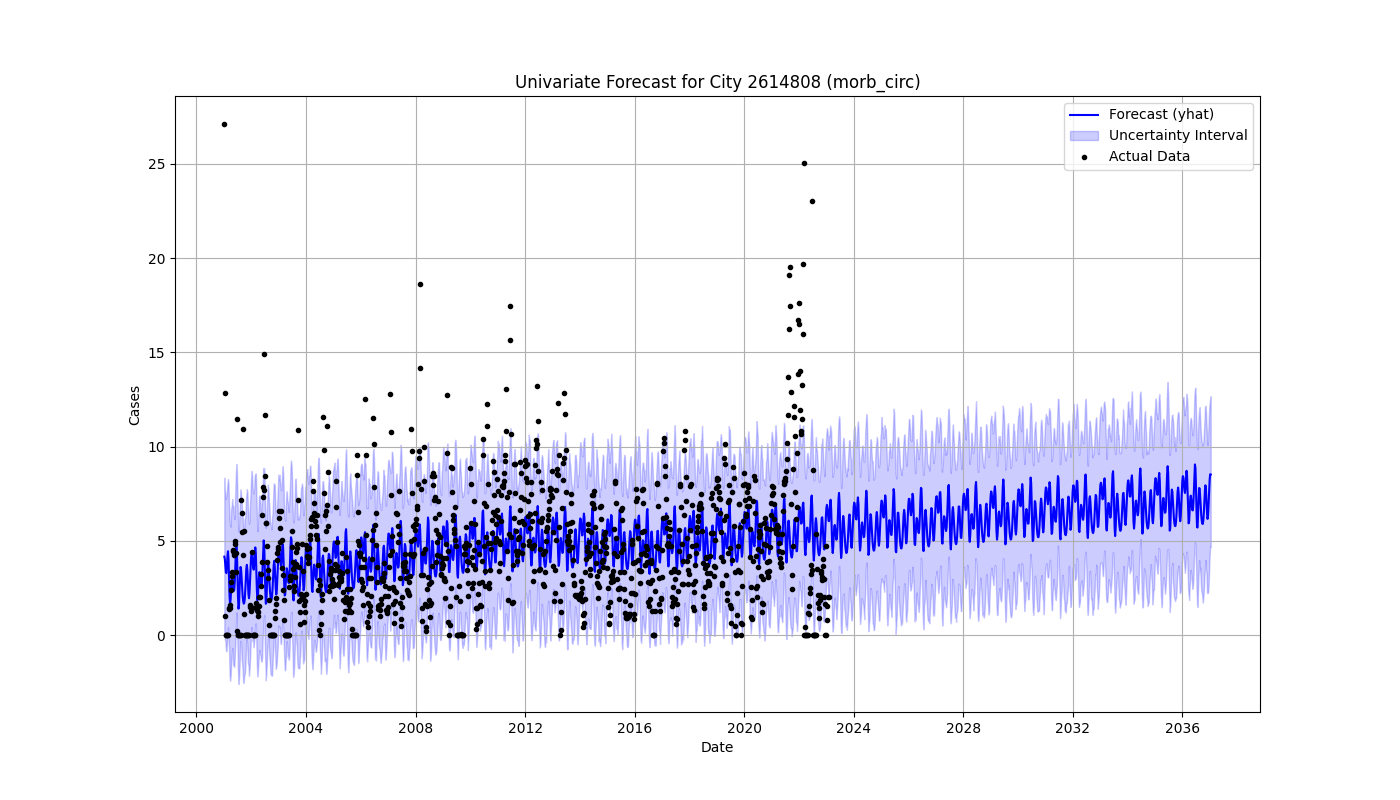 Univariate Forecast for City 2614808 (morb_circ)
Forecast (yhat)
Uncertainty Interval
Actual Data
Cases
25
20
15
10
5
0
2000 2004 2008 2012 2016 2020 2024 2028 2032 2036
Date